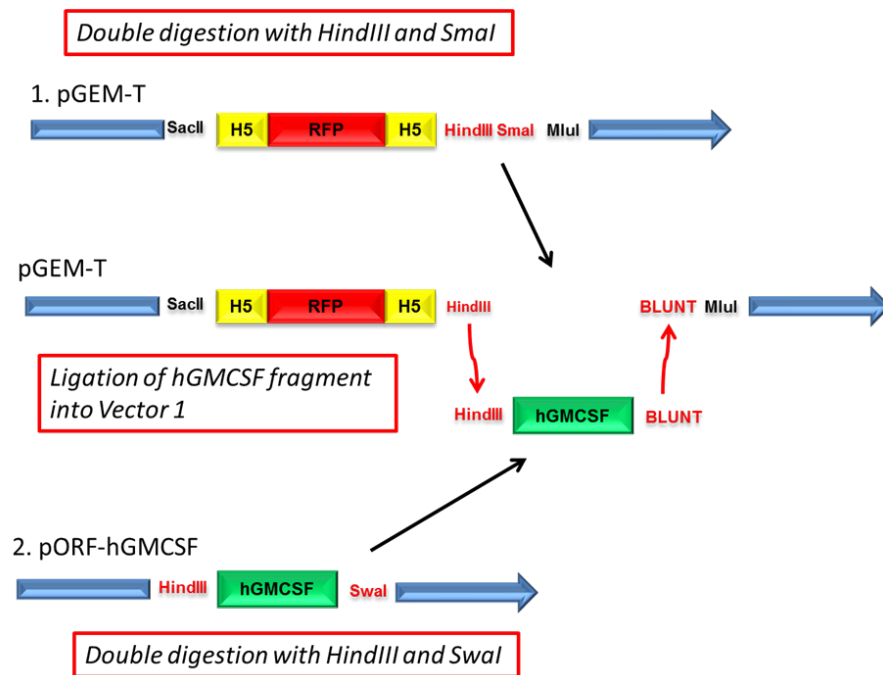 Double digestion with HindIII and SmaI
1. pGEM-T
SacII H5 RFP H5 HindIII SmaI MluI
pGEM-T
SacII H5 RFP H5 HindIII BLUNT MluI
Ligation of hGMCSF fragment
into Vector 1
HindIII hGMCSF BLUNT
2. pORF-hGMCSF
HindIII hGMCSF SwaI
Double digestion with HindIII and SwaI